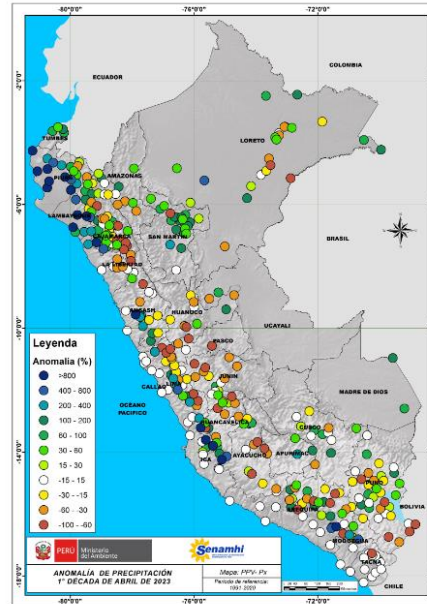 -80°0'0"
-76°0'0"
-72°0'0"
ECUADOR
COLOMBIA
-2°0'0"
TUMBES
LORETO
PIURA
AMAZONAS
-4°0'0"
LAMBAYEQUE
CAJAMARCA
SAN MARTIN
BRASIL
LA LIBERTAD
ANCASH
HUANUCO
UCAYALI
-10°0'0"
PASCO
LIMA
JUNIN
CALLAO
MADRE DE DIOS
OCEANO
PACIFICO
HUANCAVELICA
CUSCO
-14°0'0"
ICA
AYACUCHO
APURIMAC
PUNO
AREQUIPA
BOLIVIA
MOQUEGUA
TACNA
CHILE
-18°0'0"
Leyenda
Anomalia (%)
>800
400 - 800
200 - 400
100 - 200
60 - 100
30 - 60
15 - 30
-15 - 15
-30 - -15
-60 - -30
-100 - -60
PERÚ
Ministerio
del Ambiente
Senamhi
ANOMALÍA DE PRECIPITACIÓN
1° DÉCADA DE ABRIL DE 2023
Mapa: PPV- Px
Periodo de referencia: